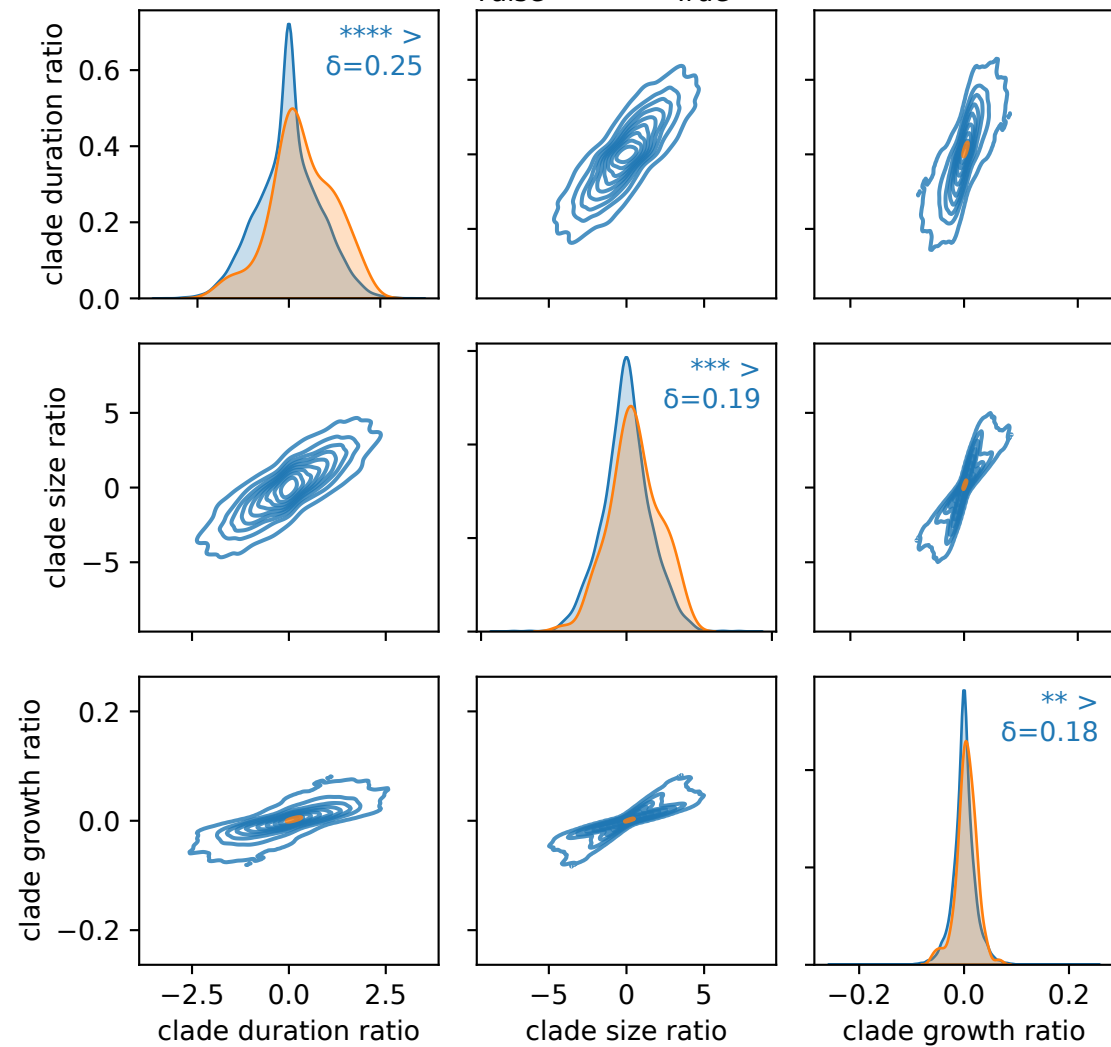 clade duration ratio
0.6
0.4
0.2
0.0
**** >
δ=0.25
clade size ratio
5
0
−5
*** >
δ=0.19
clade growth ratio
0.2
0.0
−0.2
** >
δ=0.18
−2.5 0.0 2.5
−5 0 5
−0.2 0.0 0.2
clade duration ratio
clade size ratio
clade growth ratio